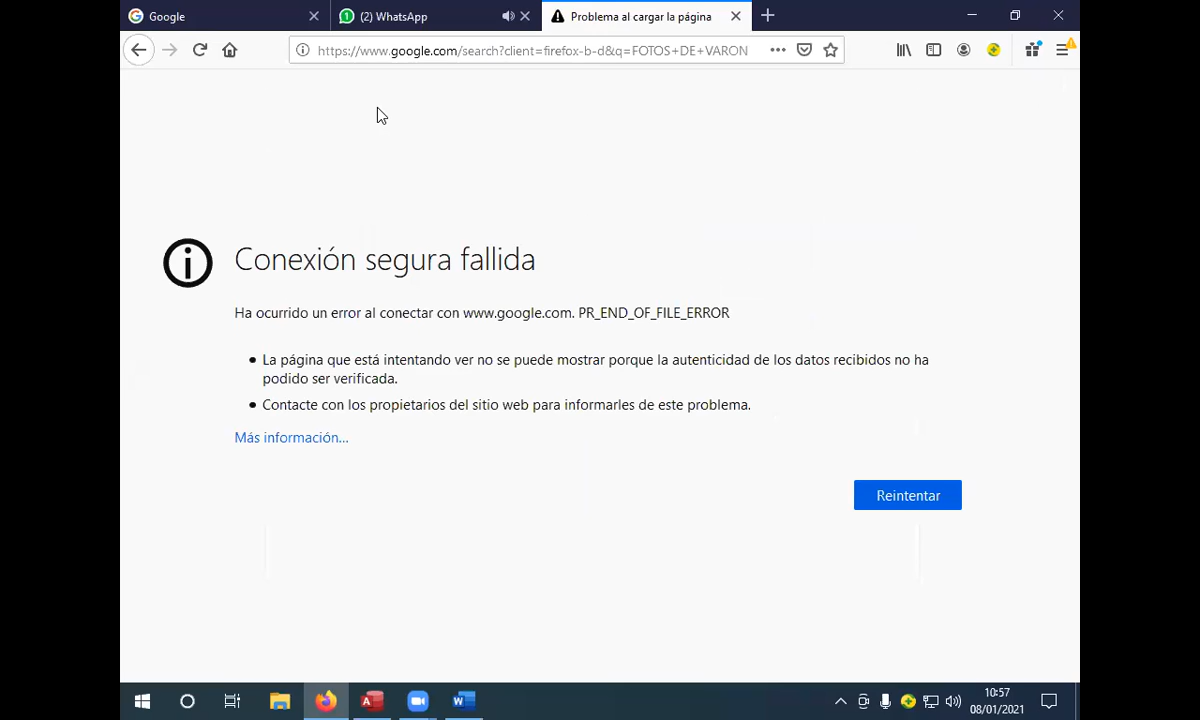 Google
(2) WhatsApp
Problema al cargar la página
https://www.google.com/search?client=firefox-b-d&q=FOTOS+DE+VARON
Conexión segura fallida
Ha ocurrido un error al conectar con www.google.com. PR_END_OF_FILE_ERROR
La página que está intentando ver no se puede mostrar porque la autenticidad de los datos recibidos no ha
podido ser verificada.
Contacte con los propietarios del sitio web para informarles de este problema.
Más información...
Reintentar
10:57
08/01/2021